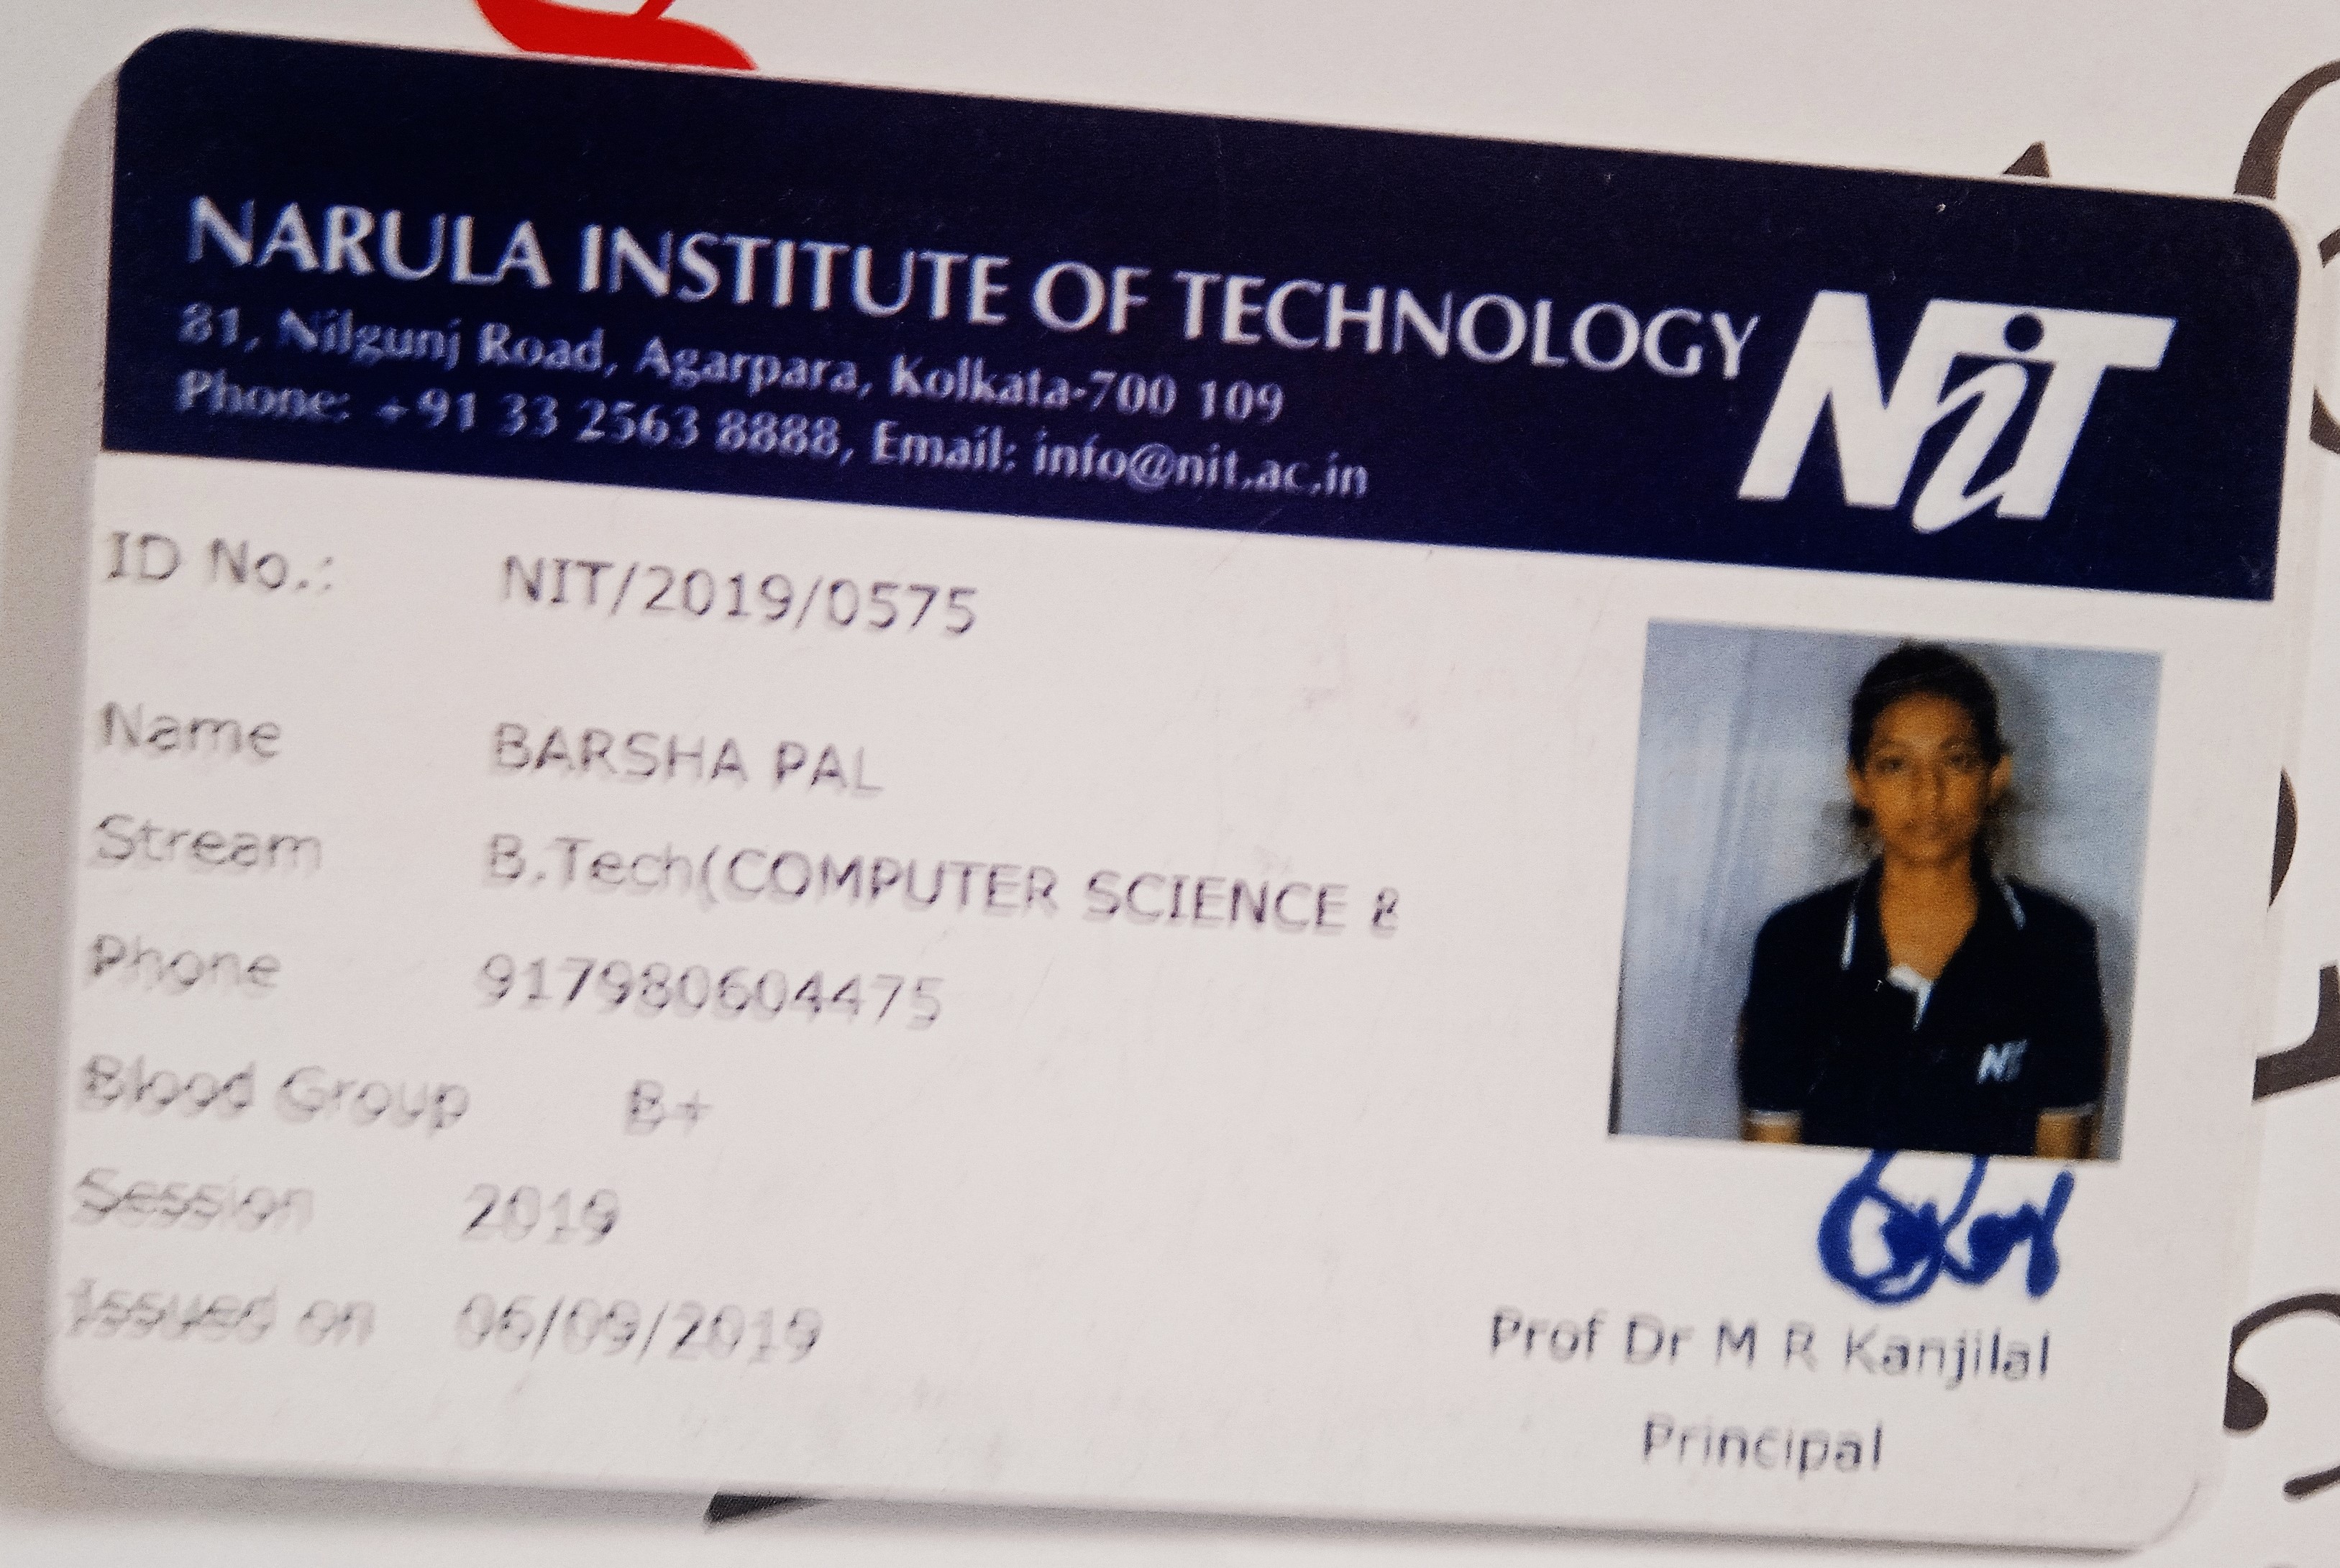 NARULA INSTITUTE OF TECHNOLOGY
NiT
81, Nilgunj Road, Agarpara, Kolkata-700 109
Phone: +91 33 2563 8888, Email: info@nit.ac.in
ID No.: NIT/2019/0575
Name BARSHA PAL
Stream B.Tech(COMPUTER SCIENCE &
Phone 917980604475
Blood Group B+
Session 2019
Issued on 06/09/2019
NiT
Prof Dr M R Kanjilal
Principal